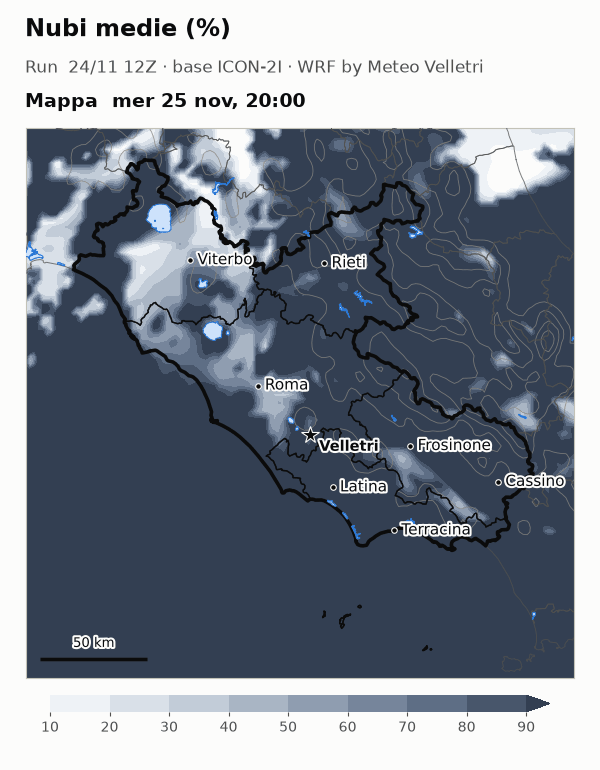 Nubi medie (%)
Run 24/11 12Z · base ICON-2I · WRF by Meteo Velletri
Mappa mer 25 nov, 20:00
Viterbo
Rieti
Roma
Velletri
Frosinone
Latina
Cassino
Terracina
50 km
10 20 30 40 50 60 70 80 90